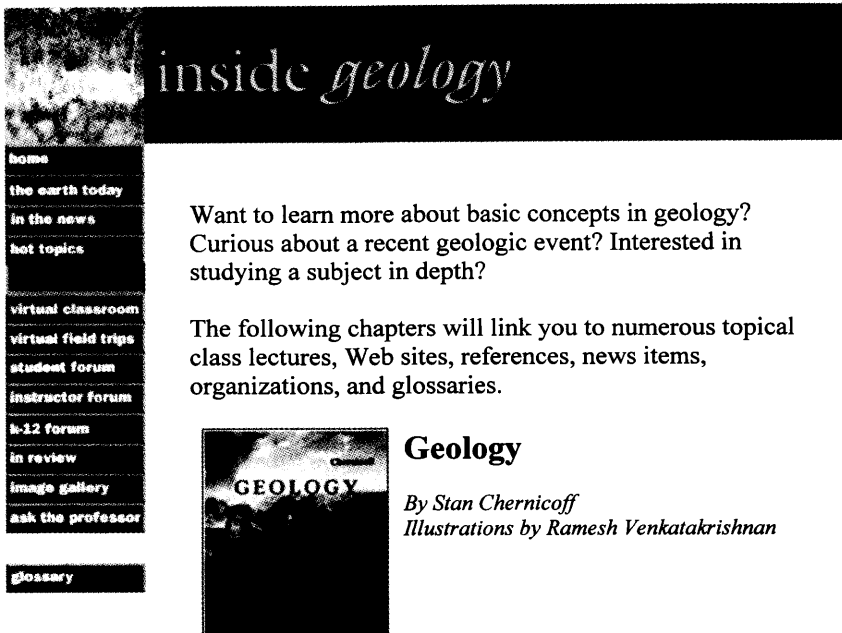 inside geology
home
the earth today
in the news
hot topics
virtual classroom
virtual field trips
student forum
instructor forum
k-12 forum
in review
image gallery
ask the professor
glossary
Want to learn more about basic concepts in geology?
Curious about a recent geologic event? Interested in
studying a subject in depth?
The following chapters will link you to numerous topical
class lectures, Web sites, references, news items,
organizations, and glossaries.
GEOLOGY
Geology
By Stan Chernicoff
Illustrations by Ramesh Venkatakrishnan